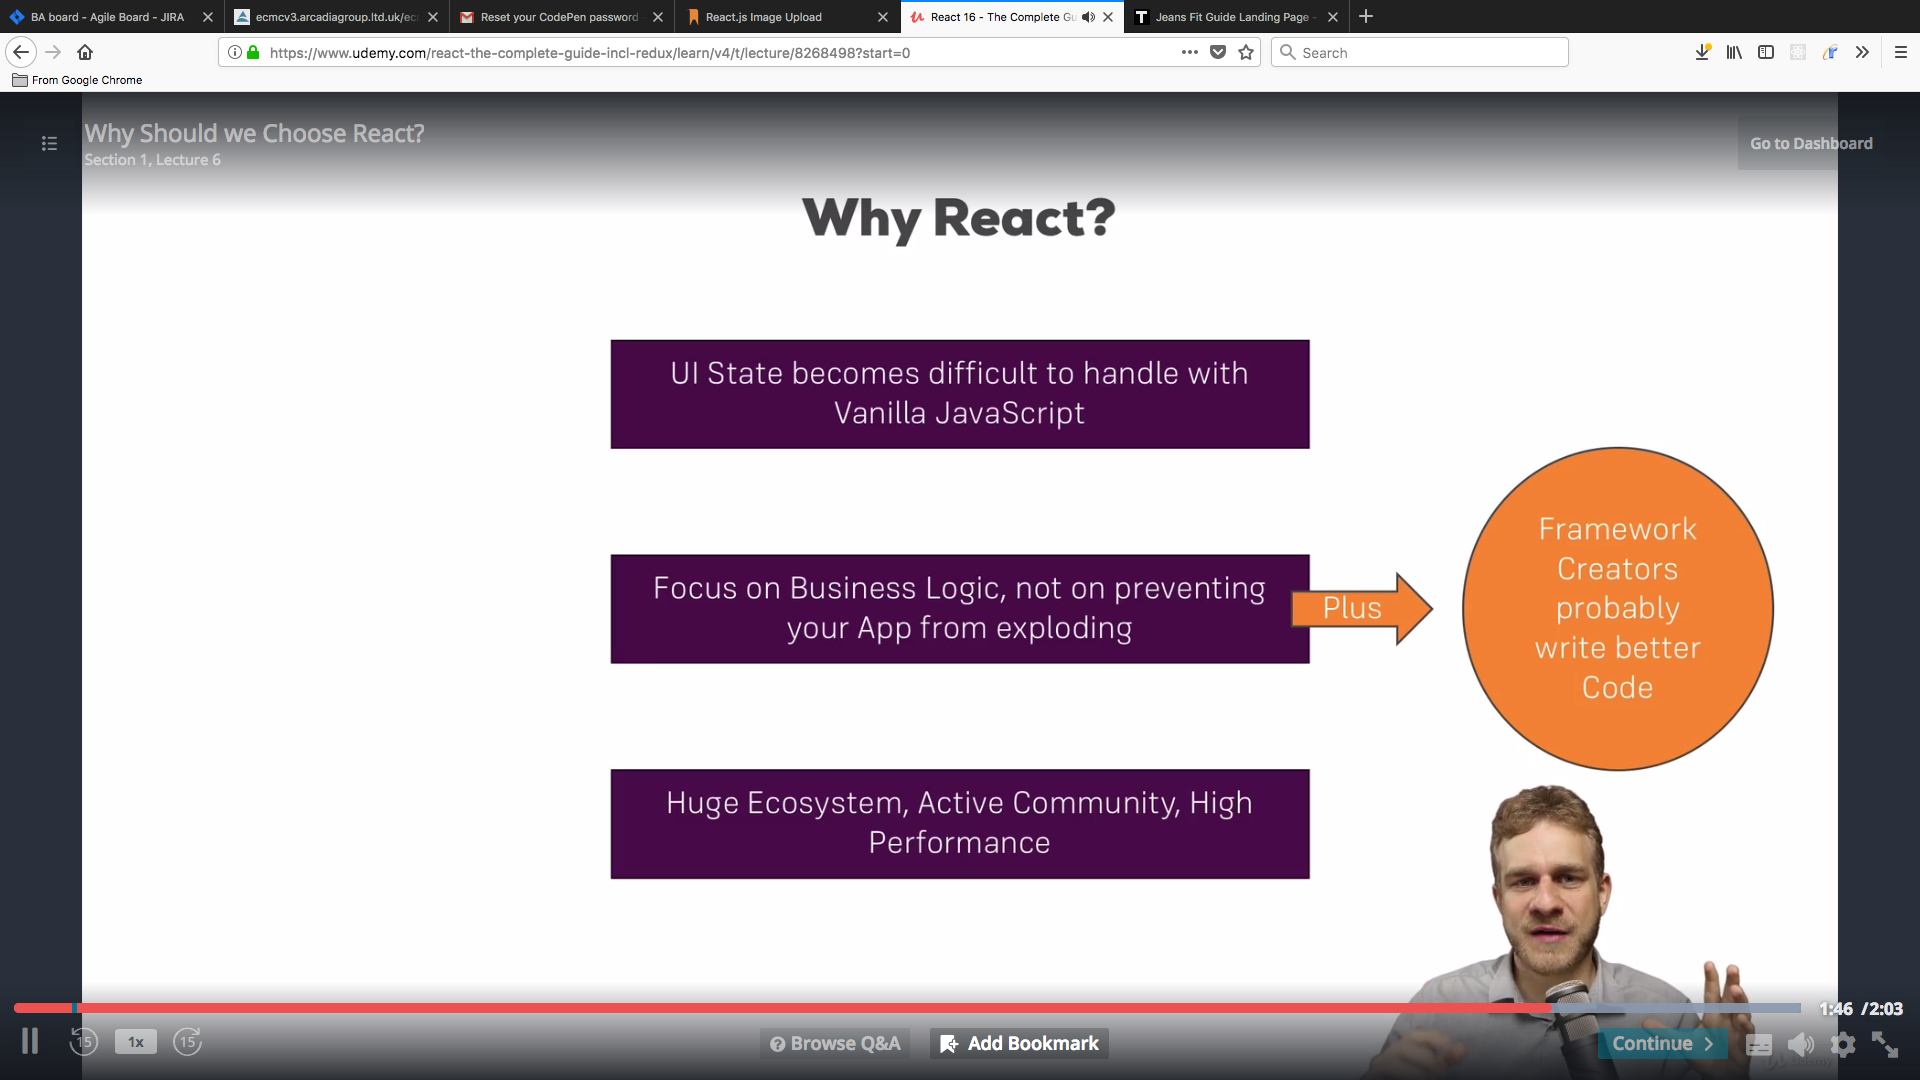 BA board - Agile Board - JIRA
ecmcv3.arcadiagroup.ltd.uk/ec
Reset your CodePen password
React.js Image Upload
React 16 - The Complete Gu
Jeans Fit Guide Landing Page -
https://www.udemy.com/react-the-complete-guide-incl-redux/learn/v4/t/lecture/8268498?start=0
Search
From Google Chrome
Why Should we Choose React?
Section 1, Lecture 6
Go to Dashboard
Why React?
UI State becomes difficult to handle with
Vanilla JavaScript
Focus on Business Logic, not on preventing
your App from exploding
Plus
Framework
Creators
probably
write better
Code
Huge Ecosystem, Active Community, High
Performance
1:46 / 2:03
15
1x
15
Browse Q&A
Add Bookmark
Continue
udemy